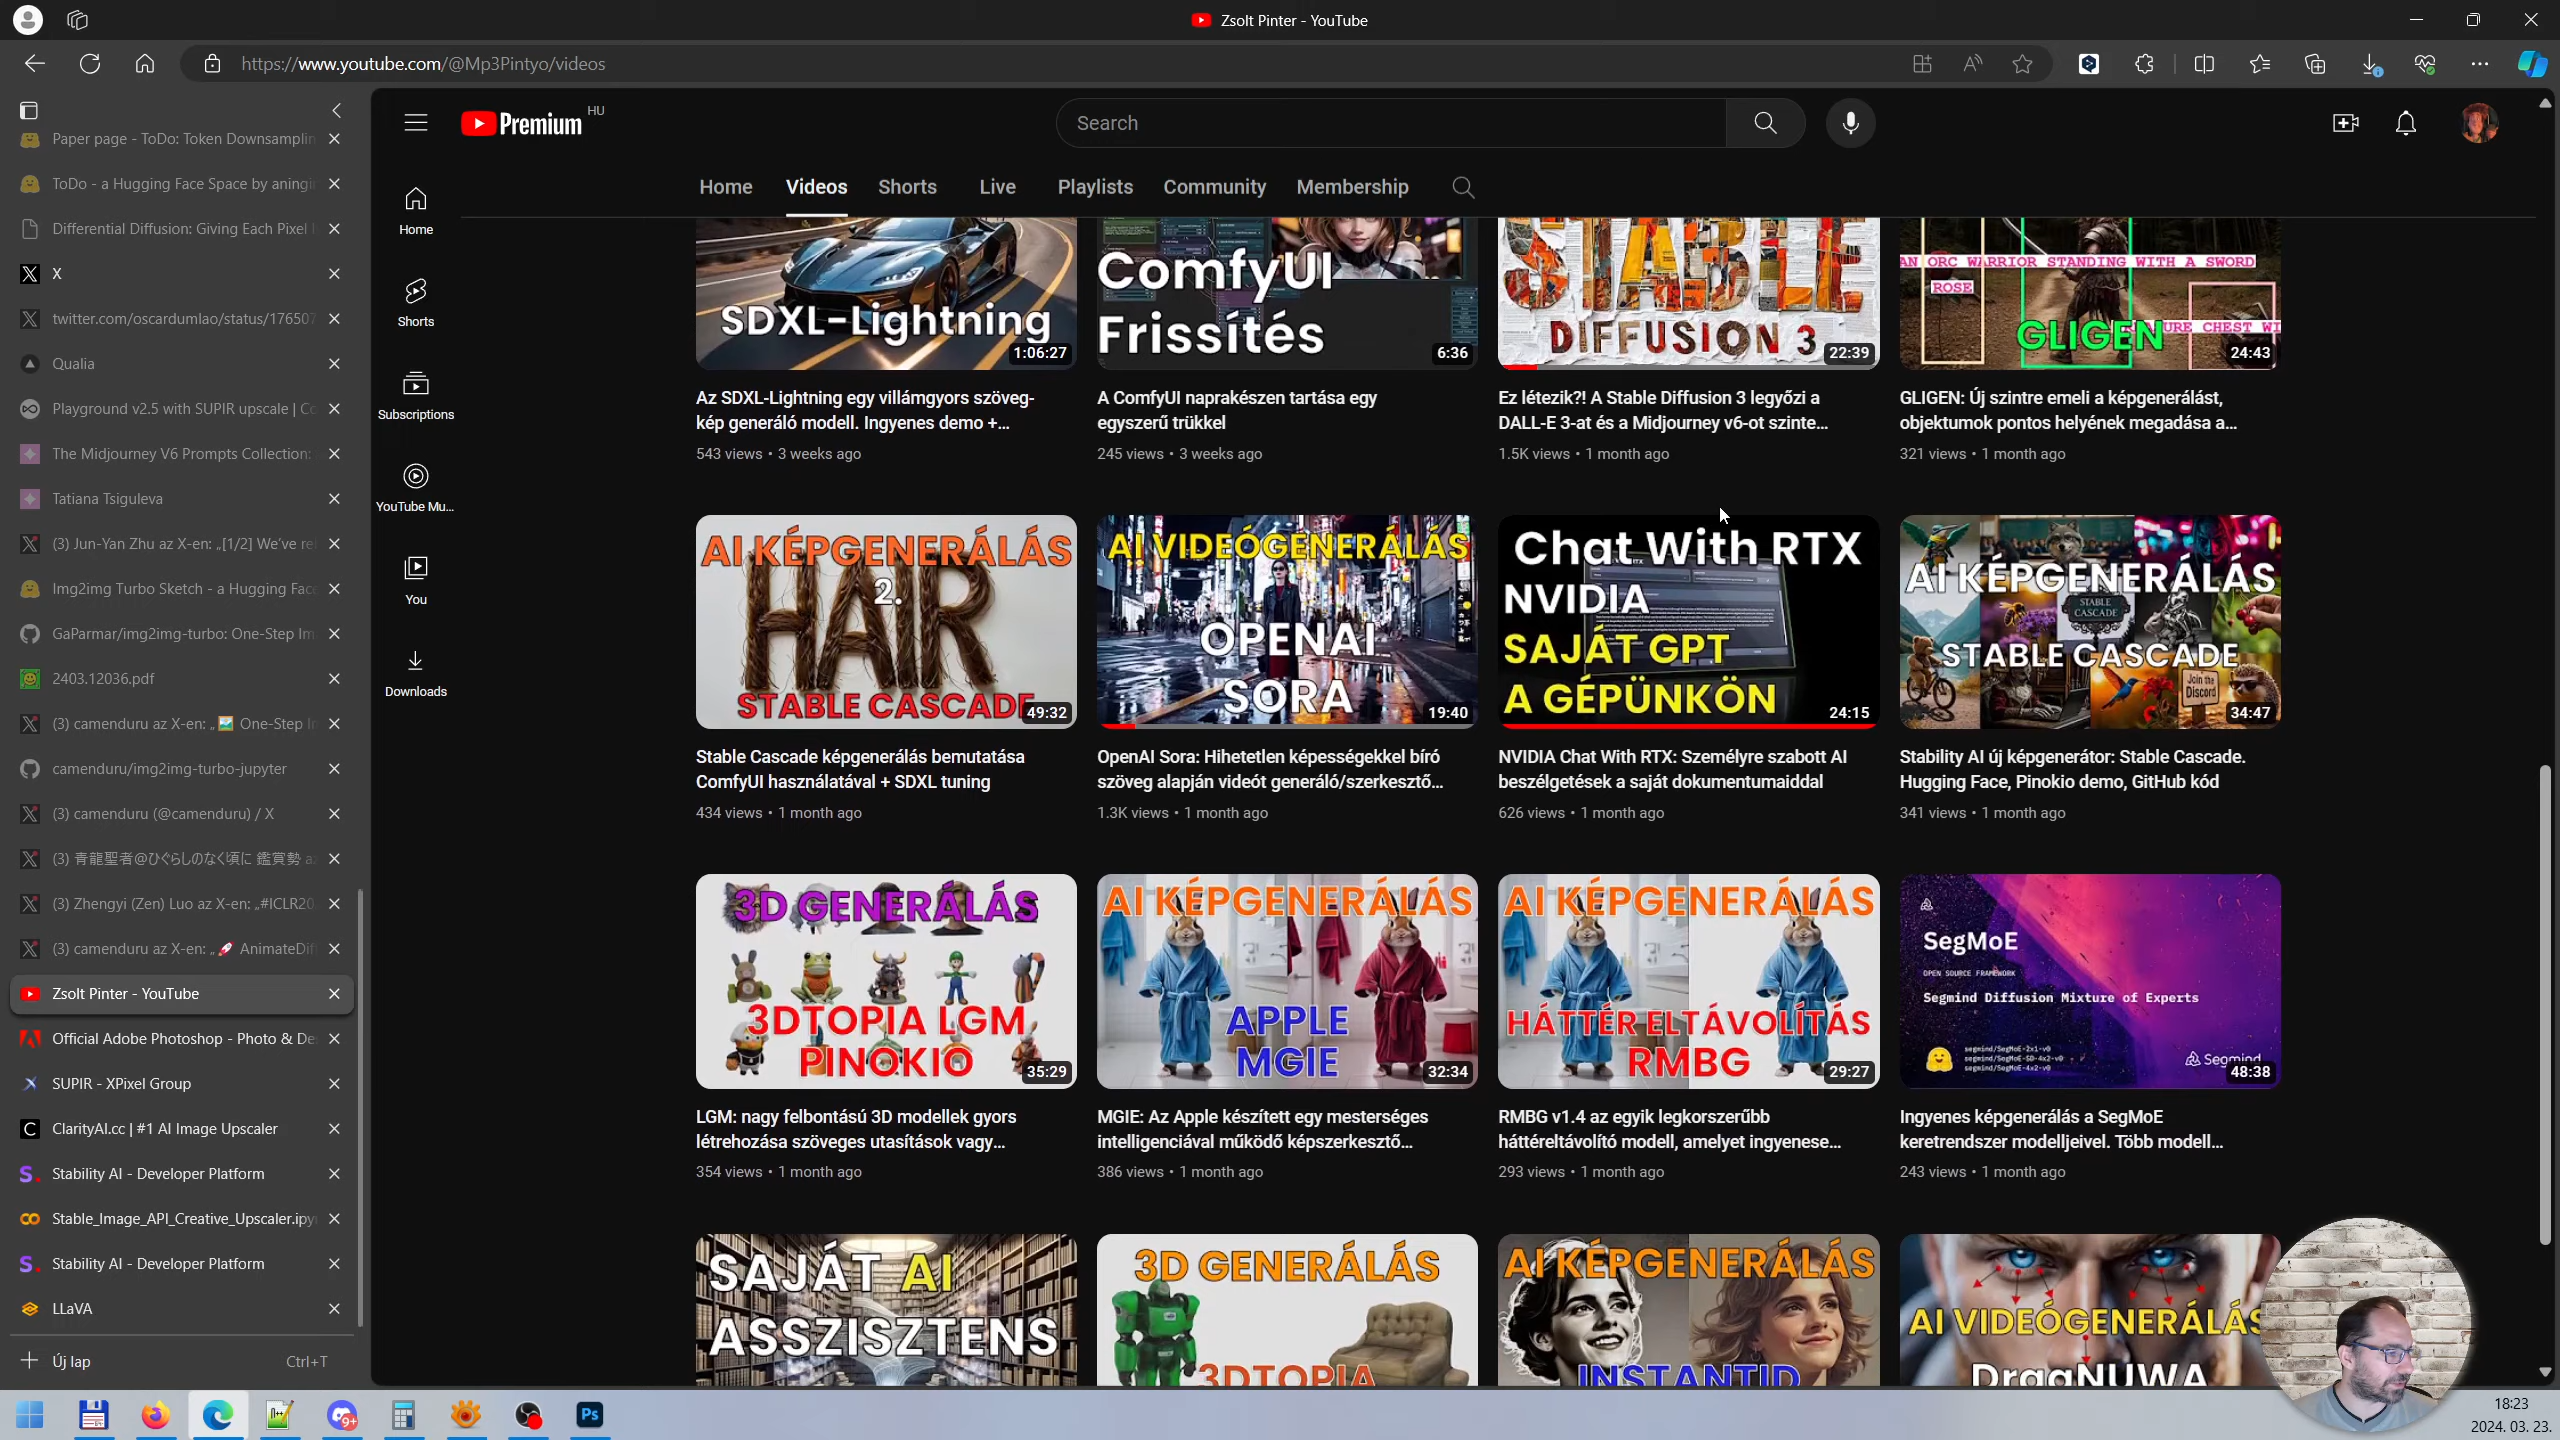 Zsolt Pinter - YouTube
https://www.youtube.com/@Mp3Pintyo/videos
Paper page - ToDo: Token Downsamplin
ToDo - a Hugging Face Space by aningi
Differential Diffusion: Giving Each Pixel
X
twitter.com/oscardumlao/status/176507
Qualia
Playground v2.5 with SUPIR upscale | Co
The Midjourney V6 Prompts Collection:
Tatiana Tsiguleva
(3) Jun-Yan Zhu az X-en: „[1/2] We've rel
Img2img Turbo Sketch - a Hugging Fac
GaParmar/img2img-turbo: One-Step Im
2403.12036.pdf
(3) camenduru az X-en: „🖼 One-Step I
camenduru/img2img-turbo-jupyter
(3) camenduru (@camenduru) / X
(3) 青龍聖者@ひぐらしのなく頃に 鑑賞勢 a
(3) Zhengyi (Zen) Luo az X-en: „#ICLR20
(3) camenduru az X-en: „🚀 AnimateDif
Zsolt Pinter - YouTube
Official Adobe Photoshop - Photo & De
SUPIR - XPixel Group
ClarityAI.cc | #1 AI Image Upscaler
Stability AI - Developer Platform
Stable_Image_API_Creative_Upscaler.ipy
Stability AI - Developer Platform
LLaVA
Új lap Ctrl+T
Premium HU
Search
Home
Shorts
Subscriptions
YouTube Mu...
You
Downloads
Home Videos Shorts Live Playlists Community Membership
SDXL-Lightning
1:06:27
Az SDXL-Lightning egy villámgyors szöveg-
kép generáló modell. Ingyenes demo +...
543 views • 3 weeks ago
ComfyUI
Frissítés
6:36
A ComfyUI naprakészen tartása egy
egyszerű trükkel
245 views • 3 weeks ago
STABLE
DIFFUSION 3
22:39
Ez létezik?! A Stable Diffusion 3 legyőzi a
DALL-E 3-at és a Midjourney v6-ot szinte...
1.5K views • 1 month ago
AN ORC WARRIOR STANDING WITH A SWORD
ROSE
URE CHEST WI
GLIGEN
24:43
GLIGEN: Új szintre emeli a képgenerálást,
objektumok pontos helyének megadása a...
321 views • 1 month ago
AI KÉPGENERÁLÁS
2.
HAIR
STABLE CASCADE
49:32
Stable Cascade képgenerálás bemutatása
ComfyUI használatával + SDXL tuning
434 views • 1 month ago
AI VIDEÓGENERÁLÁS
OPENAI
SORA
19:40
OpenAI Sora: Hihetetlen képességekkel bíró
szöveg alapján videót generáló/szerkesztő...
1.3K views • 1 month ago
Chat With RTX
NVIDIA
SAJÁT GPT
A GÉPÜNKÖN
24:15
NVIDIA Chat With RTX: Személyre szabott AI
beszélgetések a saját dokumentumaiddal
626 views • 1 month ago
AI KÉPGENERÁLÁS
STABLE
CASCADE
STABLE CASCADE
Join the
Discord
34:47
Stability AI új képgenerátor: Stable Cascade.
Hugging Face, Pinokio demo, GitHub kód
341 views • 1 month ago
3D GENERÁLÁS
3DTOPIA LGM
PINOKIO
35:29
LGM: nagy felbontású 3D modellek gyors
létrehozása szöveges utasítások vagy...
354 views • 1 month ago
AI KÉPGENERÁLÁS
APPLE
MGIE
32:34
MGIE: Az Apple készített egy mesterséges
intelligenciával működő képszerkesztő...
386 views • 1 month ago
AI KÉPGENERÁLÁS
HÁTTÉR ELTÁVOLÍTÁS
RMBG
29:27
RMBG v1.4 az egyik legkorszerűbb
háttéreltávolító modell, amelyet ingyenese...
293 views • 1 month ago
SegMoE
OPEN SOURCE FRAMEWORK
Segmind Diffusion Mixture of Experts
segmind/SegMoE-2x1-v0
segmind/SegMoE-SD-4x2-v0
segmind/SegMoE-4x2-v0
Segmind
48:38
Ingyenes képgenerálás a SegMoE
keretrendszer modelljeivel. Több modell...
243 views • 1 month ago
SAJÁT AI
ASSZISZTENS
3D GENERÁLÁS
3DTOPIA
AI KÉPGENERÁLÁS
INSTANTID
AI VIDEÓGENERÁLÁS
DragNUWA
9+
Ps
18:23
2024. 03. 23.